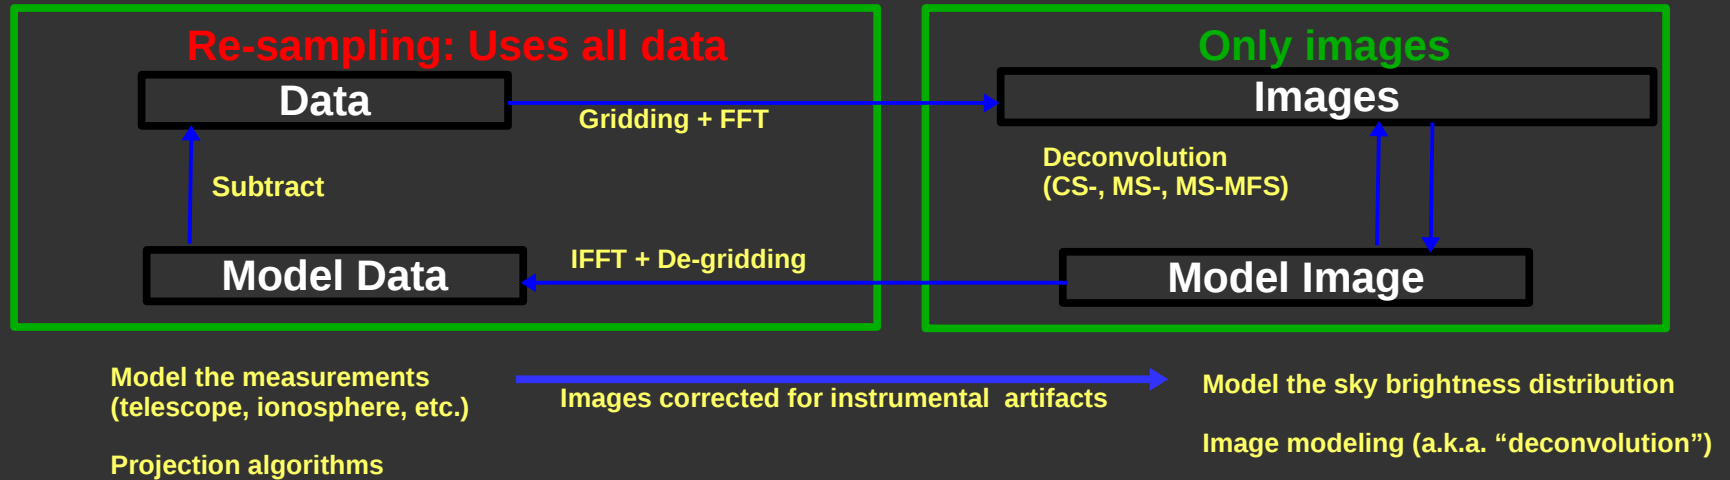 Re-sampling: Uses all data
Only images
Data
Images
Gridding + FFT
Deconvolution
(CS-, MS-, MS-MFS)
Subtract
IFFT + De-gridding
Model Data
Model Image
Model the measurements
(telescope, ionosphere, etc.)
Images corrected for instrumental  artifacts
Model the sky brightness distribution
Projection algorithms
Image modeling (a.k.a. “deconvolution”)